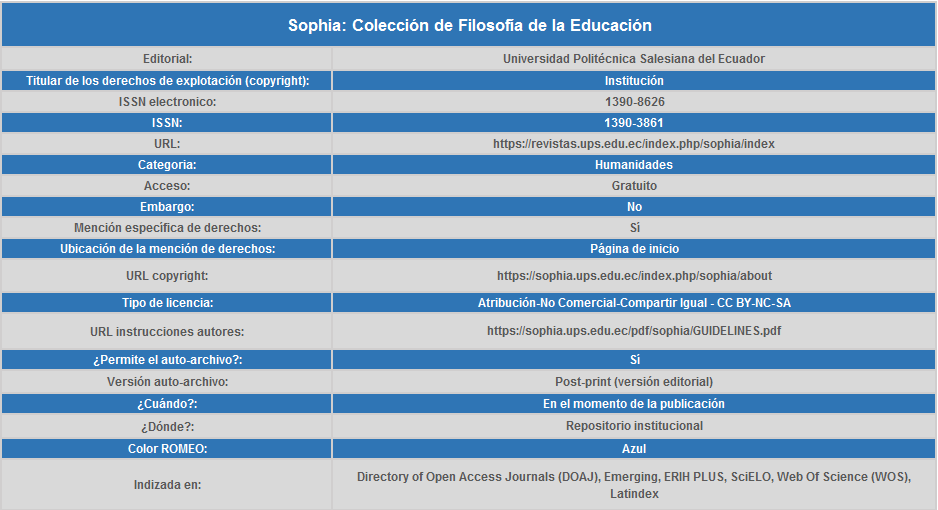 Sophia: Colección de Filosofía de la Educación
Editorial: Universidad Politécnica Salesiana del Ecuador
Titular de los derechos de explotación (copyright): Institución
ISSN electronico: 1390-8626
ISSN: 1390-3861
URL: https://revistas.ups.edu.ec/index.php/sophia/index
Categoria: Humanidades
Acceso: Gratuito
Embargo: No
Mención específica de derechos: Sí
Ubicación de la mención de derechos: Página de inicio
URL copyright: https://sophia.ups.edu.ec/index.php/sophia/about
Tipo de licencia: Atribución-No Comercial-Compartir Igual - CC BY-NC-SA
URL instrucciones autores: https://sophia.ups.edu.ec/pdf/sophia/GUIDELINES.pdf
¿Permite el auto-archivo?: Sí
Versión auto-archivo: Post-print (versión editorial)
¿Cuándo?: En el momento de la publicación
¿Dónde?: Repositorio institucional
Color ROMEO: Azul
Indizada en: Directory of Open Access Journals (DOAJ), Emerging, ERIH PLUS, SciELO, Web Of Science (WOS),
Latindex